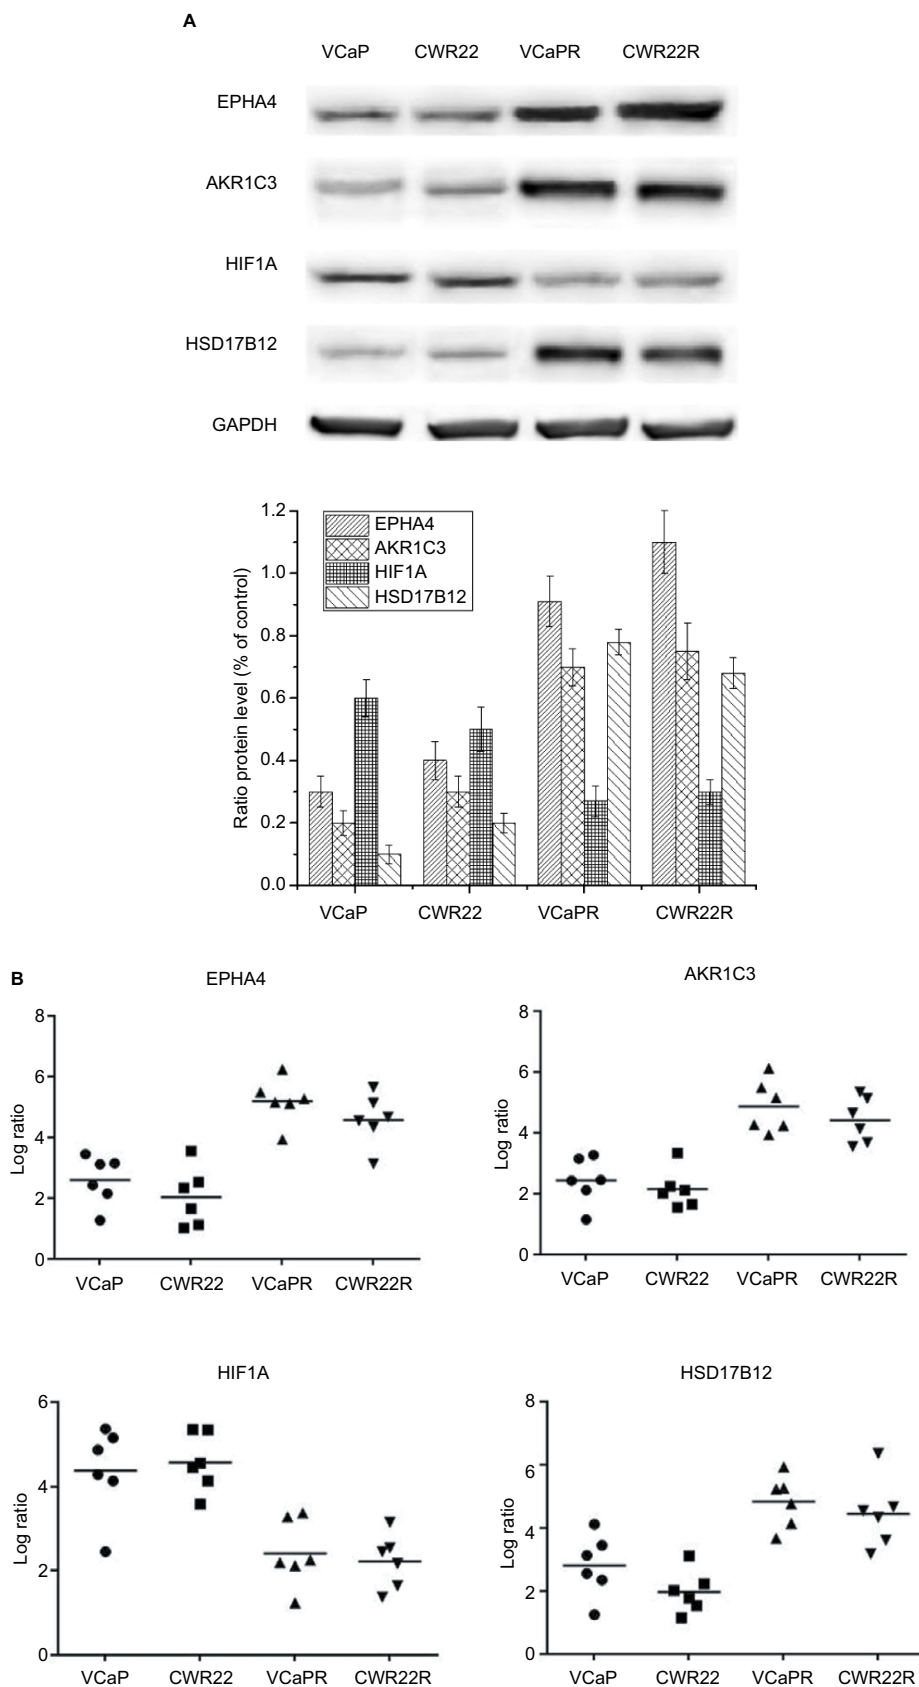 A
VCaP CWR22 VCaPR CWR22R
EPHA4
AKR1C3
HIF1A
HSD17B12
GAPDH
1.2
1.0
0.8
0.6
0.4
0.2
0.0
Ratio protein level (% of control)
EPHA4
AKR1C3
HIF1A
HSD17B12
VCaP CWR22 VCaPR CWR22R
B
EPHA4
8
6
4
2
0
Log ratio
VCaP CWR22 VCaPR CWR22R
AKR1C3
8
6
4
2
0
Log ratio
VCaP CWR22 VCaPR CWR22R
HIF1A
6
4
2
0
Log ratio
VCaP CWR22 VCaPR CWR22R
HSD17B12
8
6
4
2
0
Log ratio
VCaP CWR22 VCaPR CWR22R